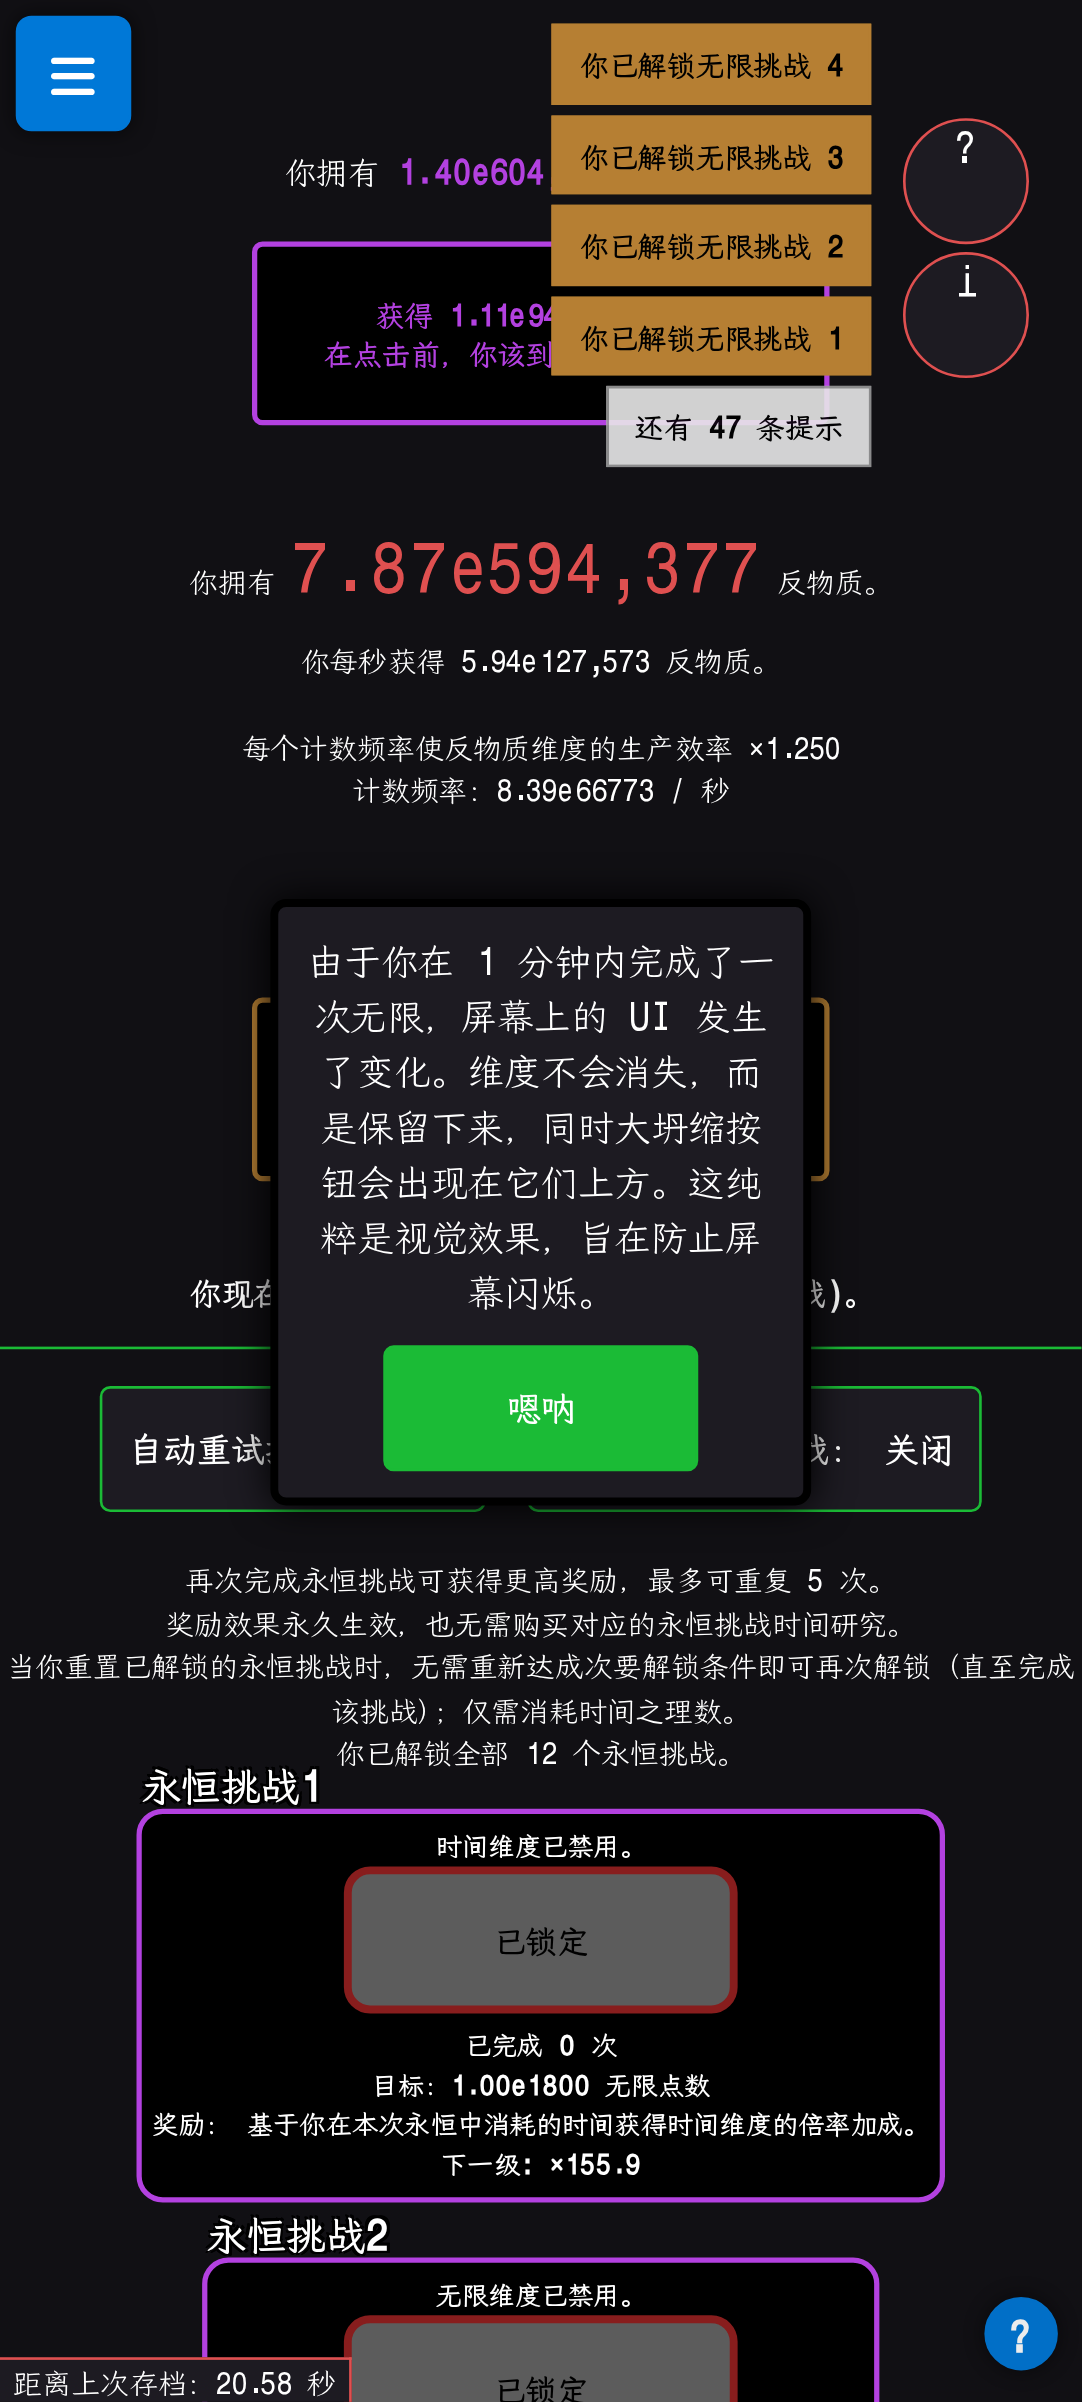 你已解锁无限挑战 4
你已解锁无限挑战 3
你已解锁无限挑战 2
你已解锁无限挑战 1
还有 47 条提示
?
i
你拥有 1.40e604
获得 1.11e94
在点击前，你该到
你拥有 7.87e594,377 反物质。
你每秒获得 5.94e127,573 反物质。
每个计数频率使反物质维度的生产效率 ×1.250
计数频率：8.39e66773 / 秒
由于你在 1 分钟内完成了一
次无限，屏幕上的 UI 发生
了变化。维度不会消失，而
是保留下来，同时大坍缩按
钮会出现在它们上方。这纯
粹是视觉效果，旨在防止屏
幕闪烁。
嗯呐
你现在 战)。
自动重试 战： 关闭
再次完成永恒挑战可获得更高奖励，最多可重复 5 次。
奖励效果永久生效，也无需购买对应的永恒挑战时间研究。
当你重置已解锁的永恒挑战时，无需重新达成次要解锁条件即可再次解锁（直至完成
该挑战）；仅需消耗时间之理数。
你已解锁全部 12 个永恒挑战。
永恒挑战1
时间维度已禁用。
已锁定
已完成 0 次
目标：1.00e1800 无限点数
奖励： 基于你在本次永恒中消耗的时间获得时间维度的倍率加成。
下一级：×155.9
永恒挑战2
无限维度已禁用。
已锁定
?
距离上次存档：20.58 秒